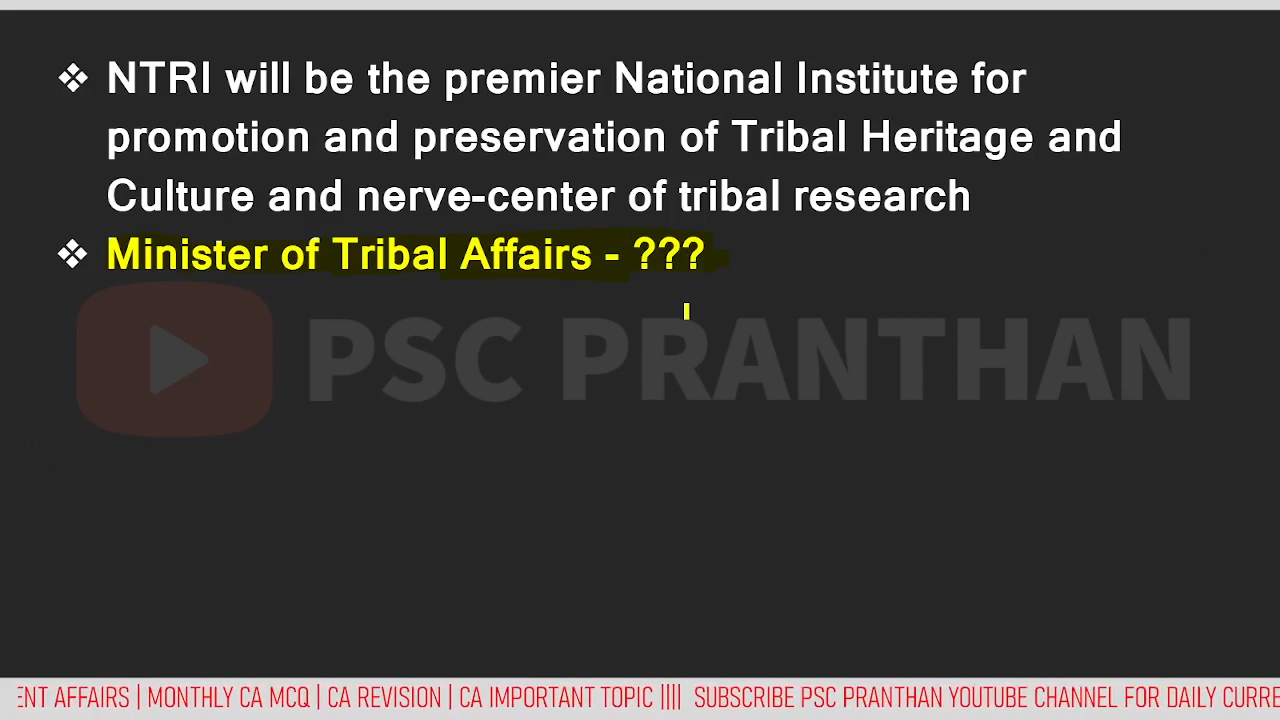 ❖ NTRI will be the premier National Institute for
promotion and preservation of Tribal Heritage and
Culture and nerve-center of tribal research
❖ Minister of Tribal Affairs - ???
PSC PRANTHAN
ENT AFFAIRS | MONTHLY CA MCQ | CA REVISION | CA IMPORTANT TOPIC |||| SUBSCRIBE PSC PRANTHAN YOUTUBE CHANNEL FOR DAILY CURRE